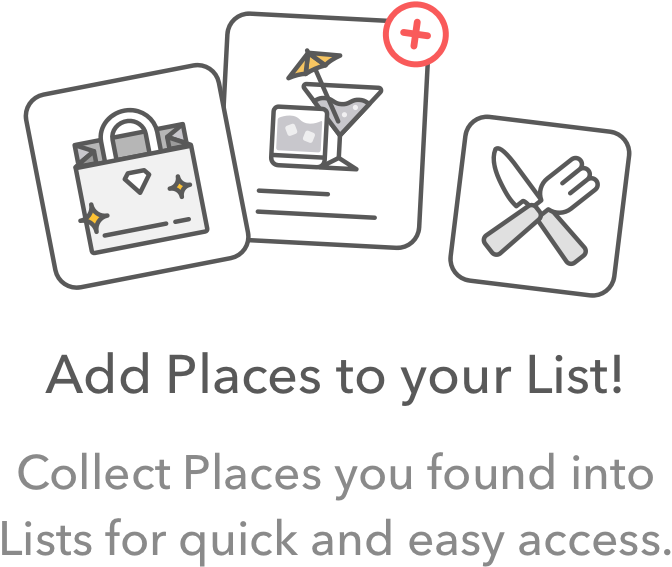 Add Places to your List!
Collect Places you found into
Lists for quick and easy access.